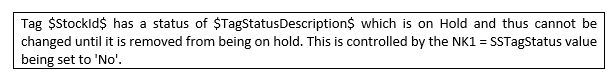 Tag $StockId$ has a status of $TagStatusDescription$ which is on Hold and thus cannot be
changed until it is removed from being on hold. This is controlled by the NK1 = SSTagStatus value
being set to 'No'.